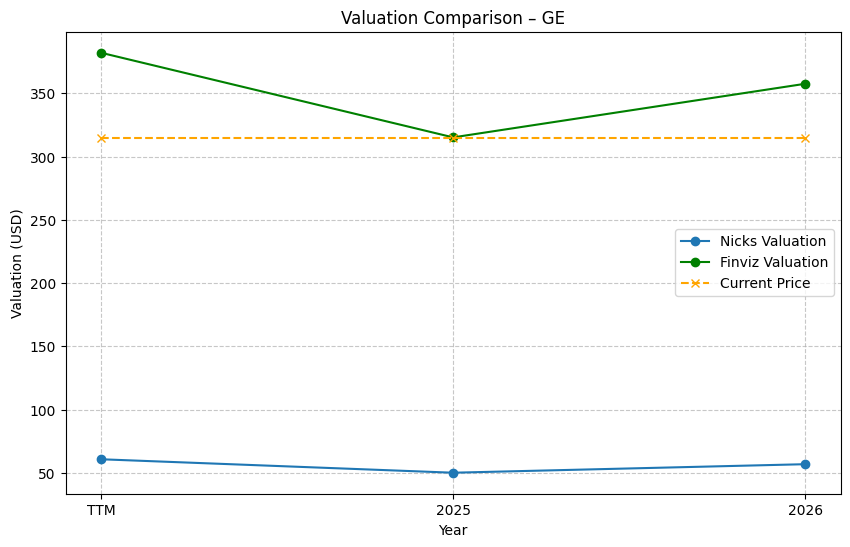 Valuation Comparison – GE
Valuation (USD)
350
300
250
200
150
100
50
Nicks Valuation
Finviz Valuation
Current Price
TTM 2025 2026
Year